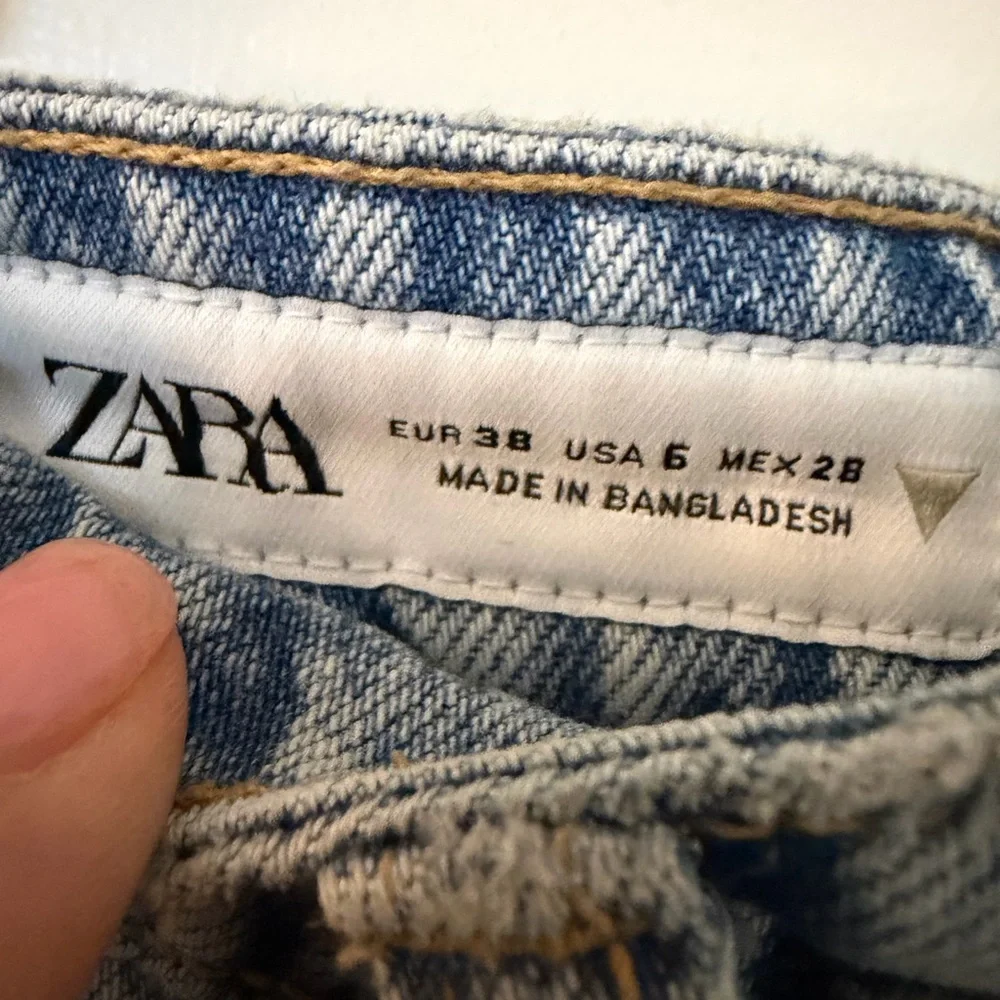 ZARA
EUR 38 USA 6 MEX 28
MADE IN BANGLADESH